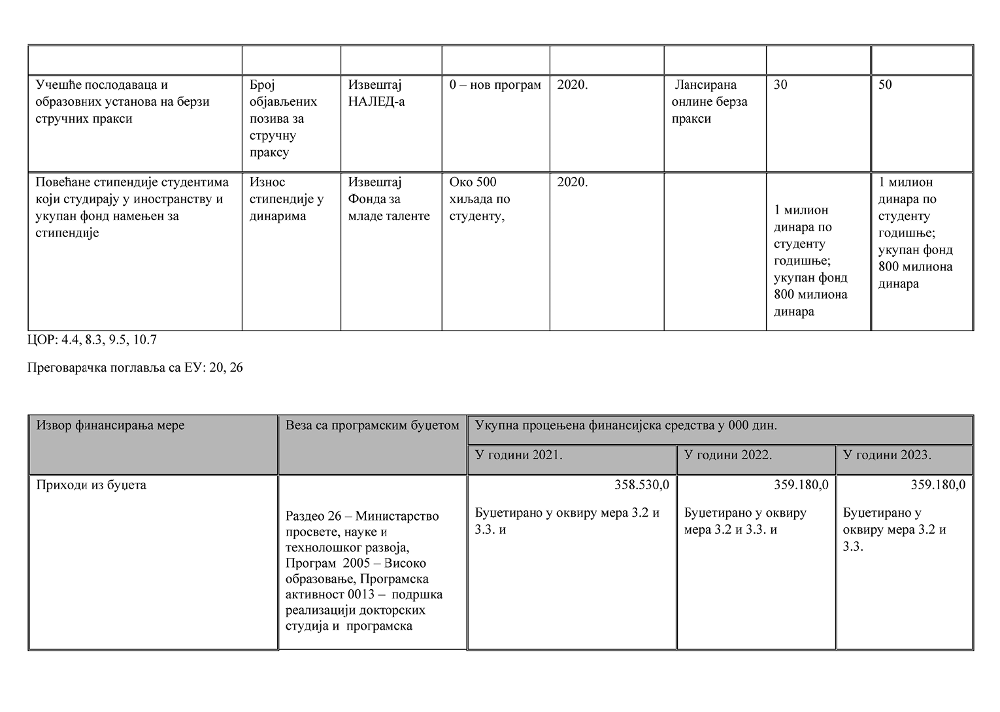 Учешће послодаваца и
образовних установа на берзи
стручних пракси
Број
објављених
позива за
стручну
праксу
Извештај
НАЛЕД-а
0 – нов програм
2020.
Лансирана
онлине берза
пракси
30
50
Повећане стипендије студентима
који студирају у иностранству и
укупан фонд намењен за
стипендије
Износ
стипендије у
динарима
Извештај
Фонда за
младе таленте
Око 500
хиљада по
студенту,
2020.
1 милион
динара по
студенту
годишње;
укупан фонд
800 милиона
динара
1 милион
динара по
студенту
годишње;
укупан фонд
800 милиона
динара
ЦОР: 4.4, 8.3, 9.5, 10.7
Преговарачка поглавља са ЕУ: 20, 26
Извор финансирања мере
Веза са програмским буџетом
Укупна процењена финансијска средства у 000 дин.
У години 2021.
У години 2022.
У години 2023.
Приходи из буџета
Раздео 26 – Министарство
просвете, науке и
технолошког развоја,
Програм 2005 – Високо
образовање, Програмска
активност 0013 – подршка
реализацији докторских
студија и програмска
358.530,0
Буџетирано у оквиру мера 3.2 и
3.3. и
359.180,0
Буџетирано у оквиру
мера 3.2 и 3.3. и
359.180,0
Буџетирано у
оквиру мера 3.2 и
3.3.